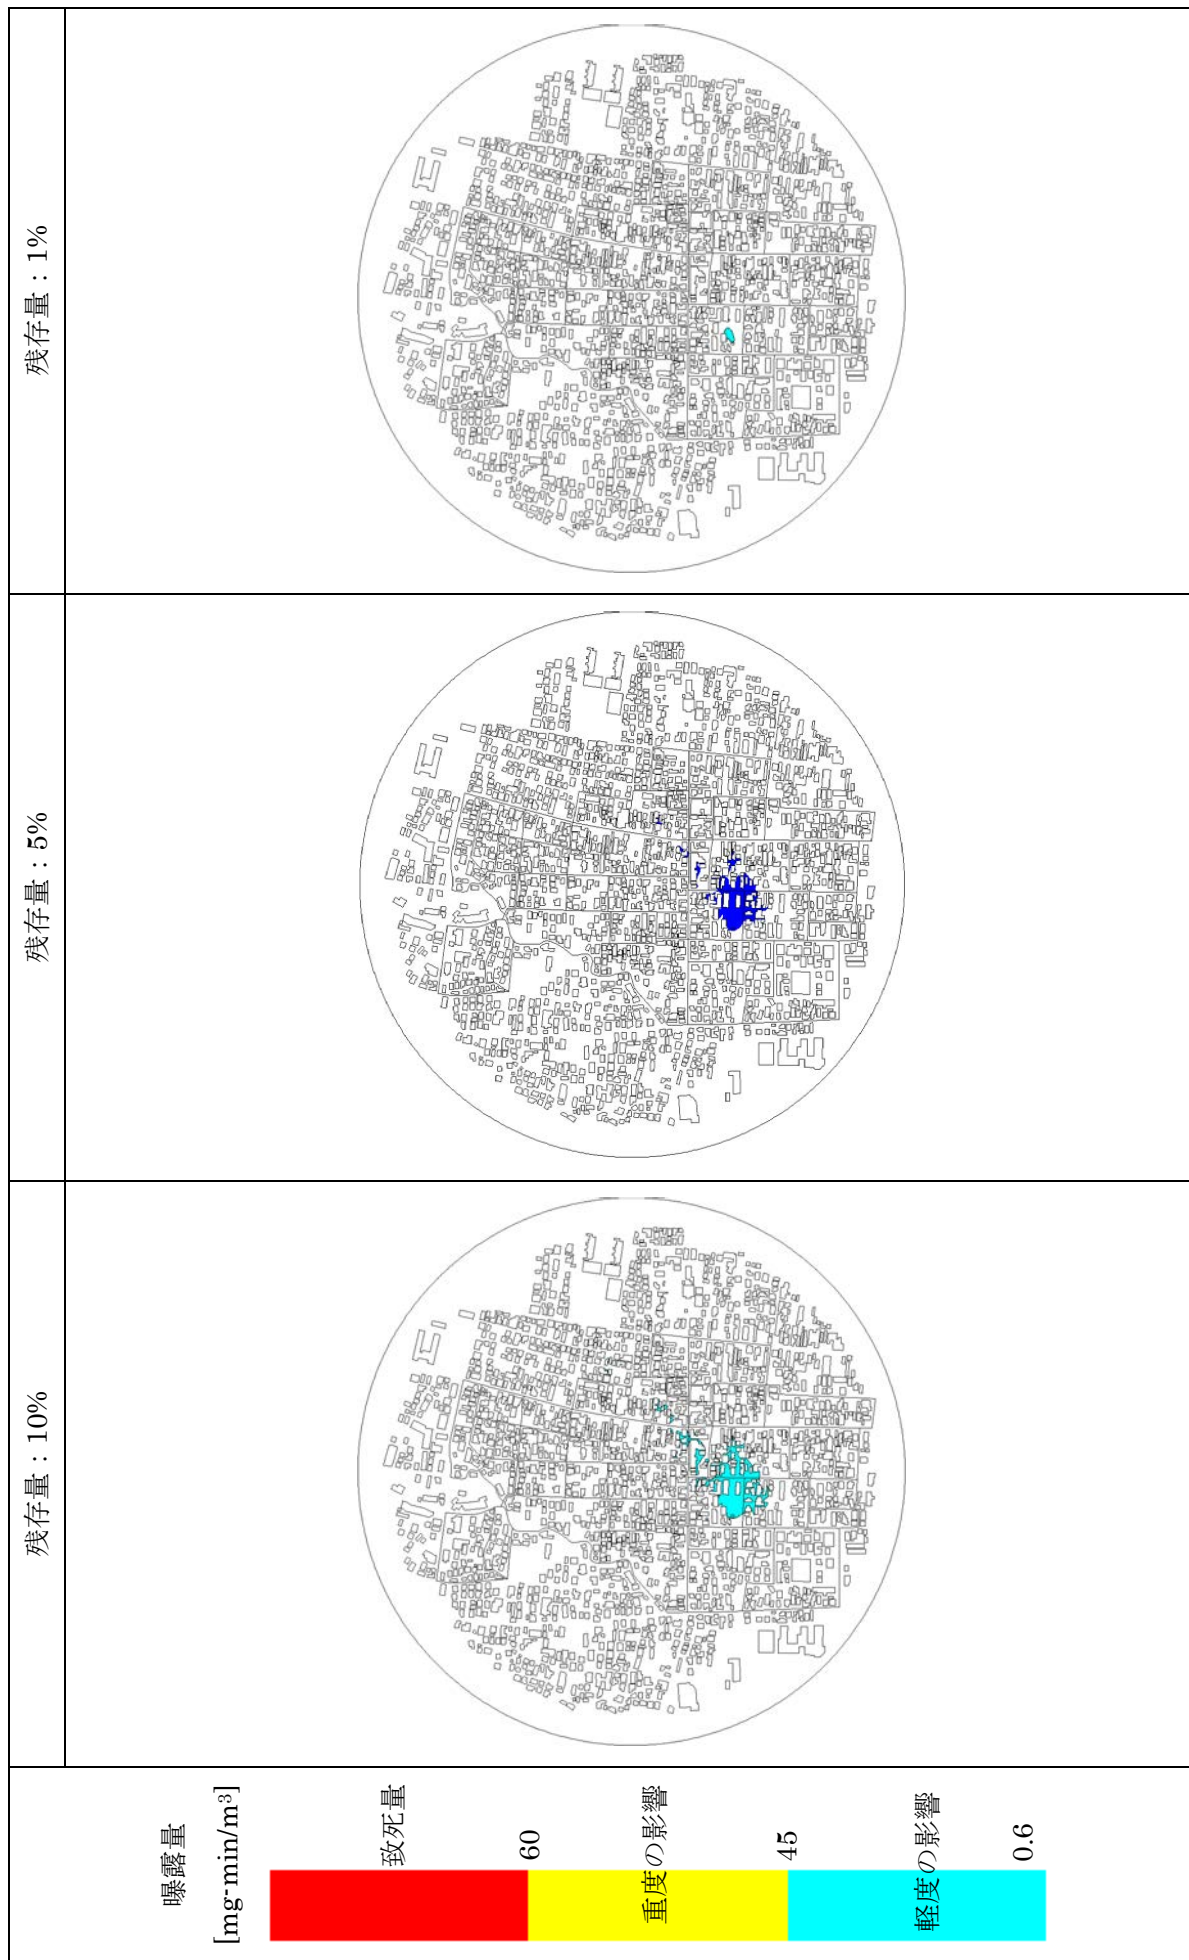 残存量：1%
残存量：5%
残存量：10%
曝露量
[mg-min/m³]
致死量
60
重度の影響
45
軽度の影響
0.6